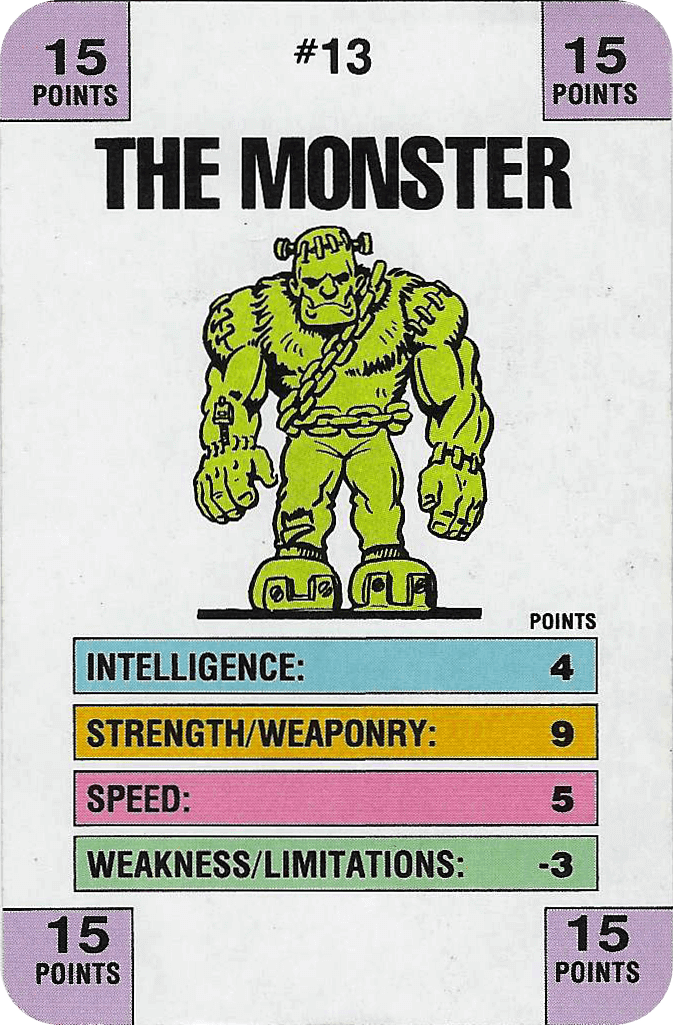 15
POINTS
#13
15
POINTS
THE MONSTER
POINTS
INTELLIGENCE: 4
STRENGTH/WEAPONRY: 9
SPEED: 5
WEAKNESS/LIMITATIONS: -3
15
POINTS
15
POINTS